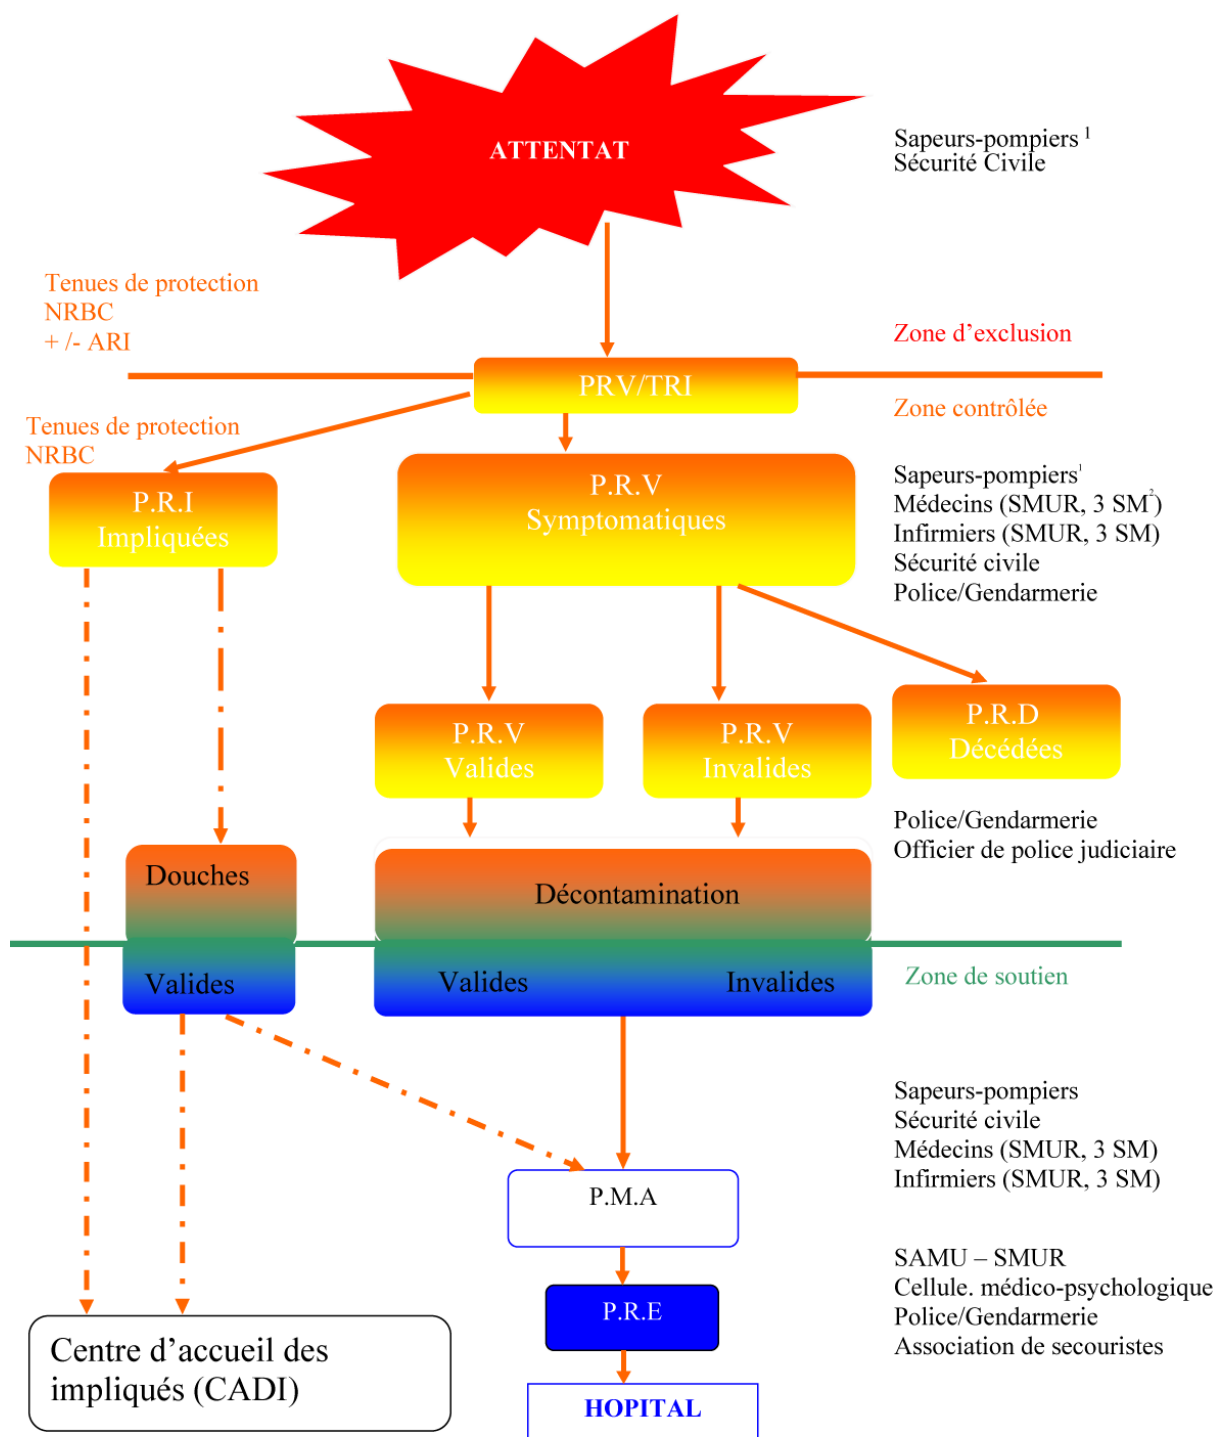 ATTENTAT
Sapeurs-pompiers 1
Sécurité Civile
Tenues de protection
NRBC
+ /- ARI
Zone d’exclusion
PRV/TRI
Zone contrôlée
Tenues de protection
NRBC
P.R.I
Impliquées
P.R.V
Symptomatiques
Sapeurs-pompiers1
Médecins (SMUR, 3 SM2)
Infirmiers (SMUR, 3 SM)
Sécurité civile
Police/Gendarmerie
P.R.V
Valides
P.R.V
Invalides
P.R.D
Décédées
Police/Gendarmerie
Officier de police judiciaire
Douches
Décontamination
Valides
Valides
Invalides
Zone de soutien
Sapeurs-pompiers
Sécurité civile
Médecins (SMUR, 3 SM)
Infirmiers (SMUR, 3 SM)
P.M.A
SAMU – SMUR
Cellule. médico-psychologique
Police/Gendarmerie
Association de secouristes
P.R.E
Centre d’accueil des
impliqués (CADI)
HOPITAL